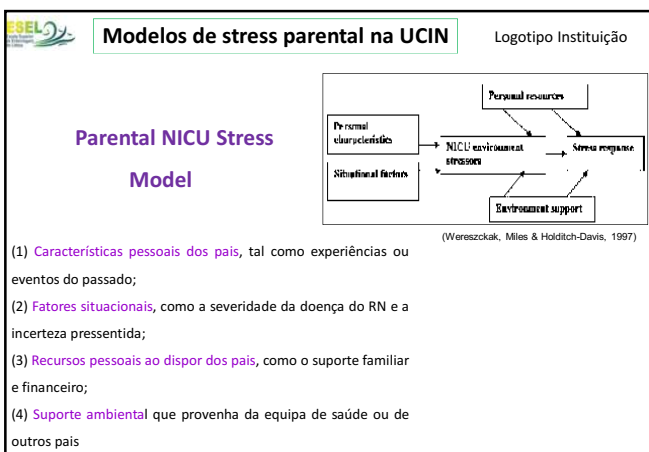 ESEL
Modelos de stress parental na UCIN
Logotipo Instituição
Parental NICU Stress
Model
Personal resources
Personal
characteristics
NICU environment
stressors
Stress response
Situational factors
Environment support
(Wereszckak, Miles & Holditch-Davis, 1997)
(1) Características pessoais dos pais, tal como experiências ou
eventos do passado;
(2) Fatores situacionais, como a severidade da doença do RN e a
incerteza pressentida;
(3) Recursos pessoais ao dispor dos pais, como o suporte familiar
e financeiro;
(4) Suporte ambiental que provenha da equipa de saúde ou de
outros pais